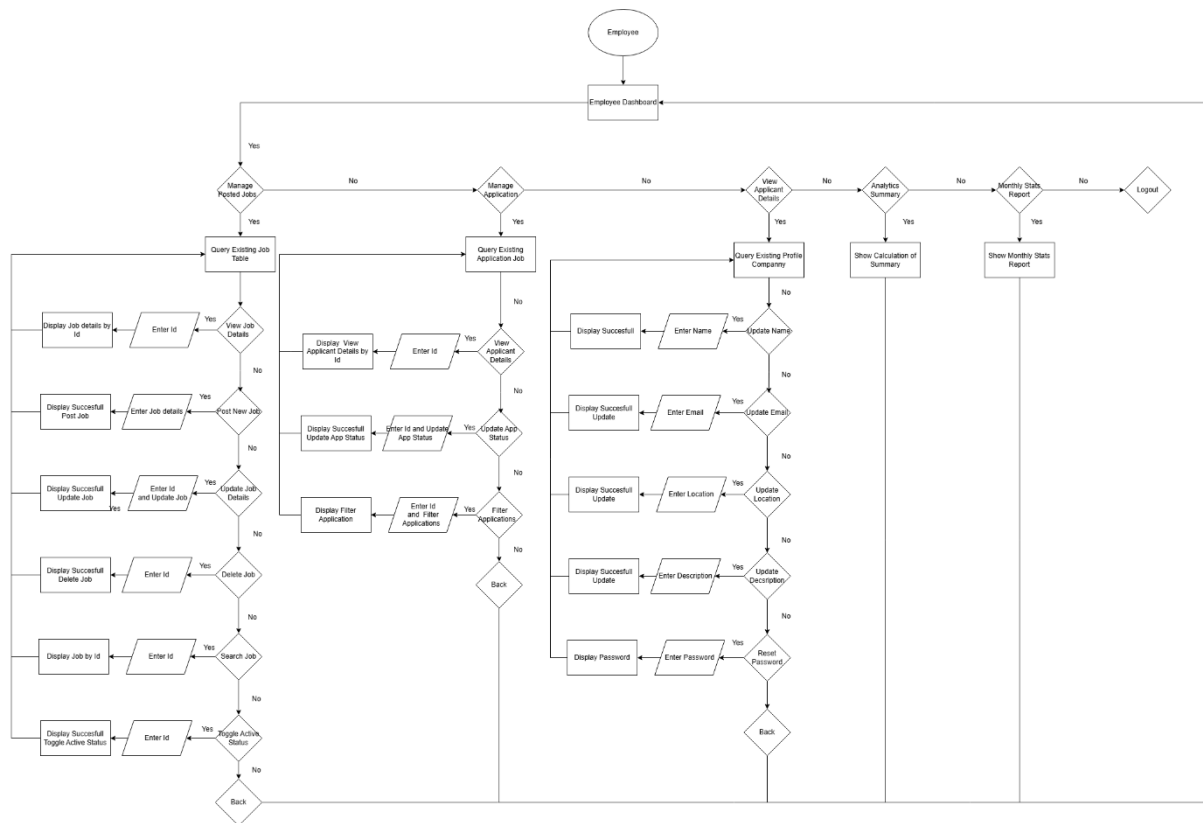 Employee
Employee Dashboard
Yes
Manage
Posted Jobs
No
Manage
Application
No
View
Applicant
Details
No
Analytics
Summary
No
Monthly Stats
Report
No
Logout
Yes
Yes
Yes
Yes
Yes
Query Existing Job
Table
Query Existing
Application Job
Query Existing Profile
Companny
Show Calculation of
Summary
Show Monthly Stats
Report
No
No
Display Job details by
Id
Enter Id
Yes
View Job
Details
Display View
Applicant Details by
Id
Enter Id
Yes
View
Applicant
Details
Display Succesfull
Enter Name
Yes
Update Name
No
No
No
Display Succesfull
Post Job
Enter Job details
Yes
Post New Job
Display Succesfull
Update App Status
Enter Id and Update
App Status
Yes
Update App
Status
Display Succesfull
Update
Enter Email
Yes
Update Email
No
No
No
Display Succesfull
Update Job
Yes
Enter Id
and Update Job
Yes
Update Job
Details
Display Filter
Application
Enter Id
and Filter
Applications
Yes
Filter
Applications
Display Succesfull
Update
Enter Location
Yes
Update
Location
No
No
No
Display Succesfull
Delete Job
Enter Id
Yes
Delete Job
Back
Display Succesfull
Update
Enter Description
Yes
Update
Decsription
No
No
Display Job by Id
Enter Id
Yes
Search Job
Display Password
Enter Password
Yes
Reset
Password
No
No
Display Succesfull
Toggle Active Status
Enter Id
Yes
Toggle Active
Status
Back
No
Back